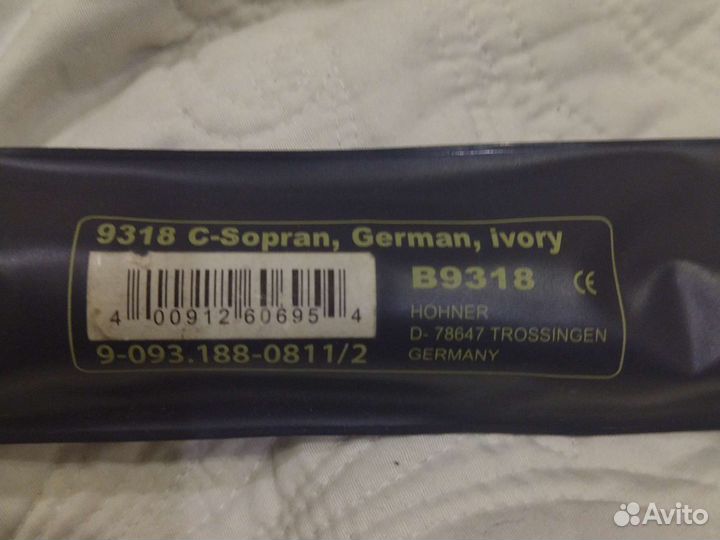 9318 C-Sopran, German, ivory
B9318 CE
4 00912 60695 4
HOHNER
D- 78647 TROSSINGEN
9-093.188-0811/2
GERMANY
Avito